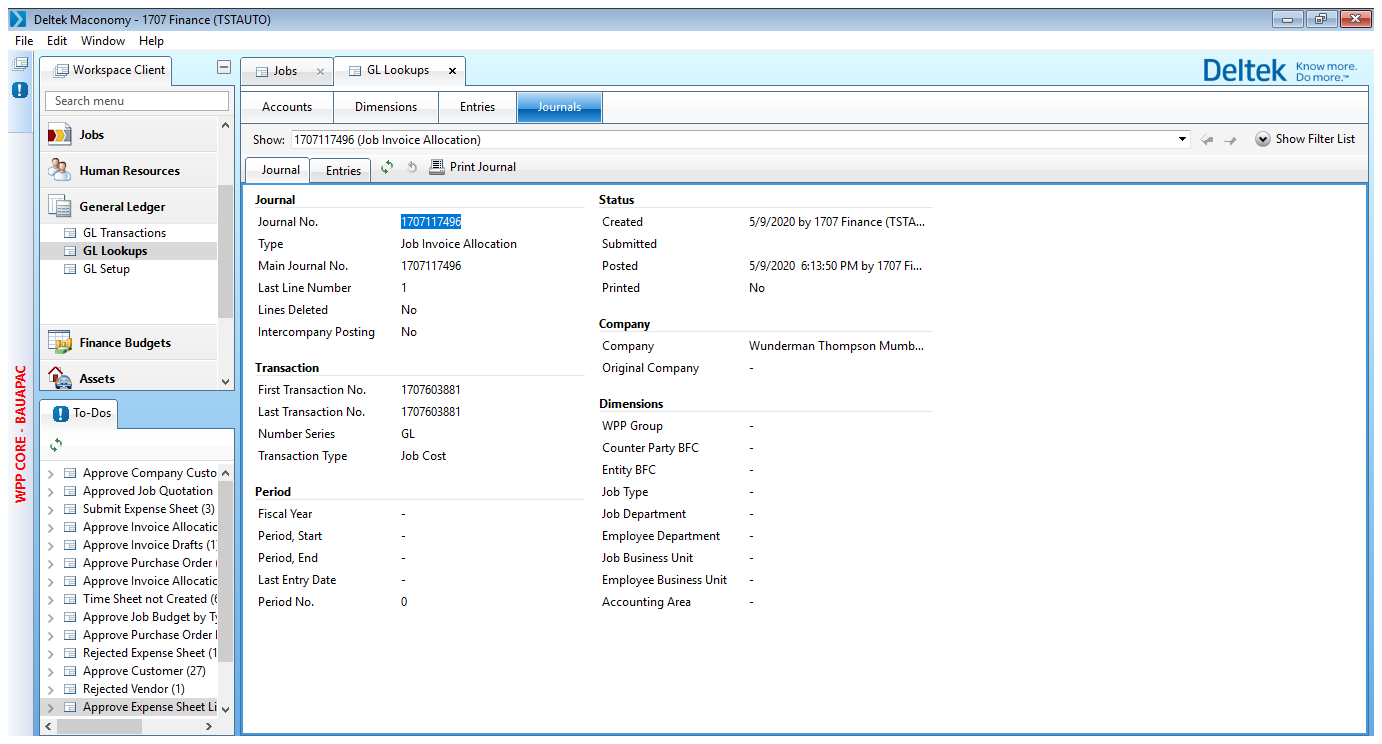 Deltek Maconomy - 1707 Finance (TSTAUTO)
File Edit Window Help
Workspace Client
Search menu
Jobs
Human Resources
General Ledger
GL Transactions
GL Lookups
GL Setup
Finance Budgets
Assets
WPP CORE - BAUAPAC
To-Dos
Approve Company Custo
Approved Job Quotation
Submit Expense Sheet (3)
Approve Invoice Allocatic
Approve Invoice Drafts (1
Approve Purchase Order (
Approve Invoice Allocatic
Time Sheet not Created (6
Approve Job Budget by Ty
Approve Purchase Order
Rejected Expense Sheet (1
Approve Customer (27)
Rejected Vendor (1)
Approve Expense Sheet Li
Jobs GL Lookups
Deltek Know more.
Do more.™
Accounts Dimensions Entries Journals
Show: 1707117496 (Job Invoice Allocation) Show Filter List
Journal Entries Print Journal
Journal
Journal No. 1707117496
Type Job Invoice Allocation
Main Journal No. 1707117496
Last Line Number 1
Lines Deleted No
Intercompany Posting No
Transaction
First Transaction No. 1707603881
Last Transaction No. 1707603881
Number Series GL
Transaction Type Job Cost
Period
Fiscal Year -
Period, Start -
Period, End -
Last Entry Date -
Period No. 0
Status
Created 5/9/2020 by 1707 Finance (TSTA...
Submitted
Posted 5/9/2020 6:13:50 PM by 1707 Fi...
Printed No
Company
Company Wunderman Thompson Mumb...
Original Company -
Dimensions
WPP Group -
Counter Party BFC -
Entity BFC -
Job Type -
Job Department -
Employee Department -
Job Business Unit -
Employee Business Unit -
Accounting Area -